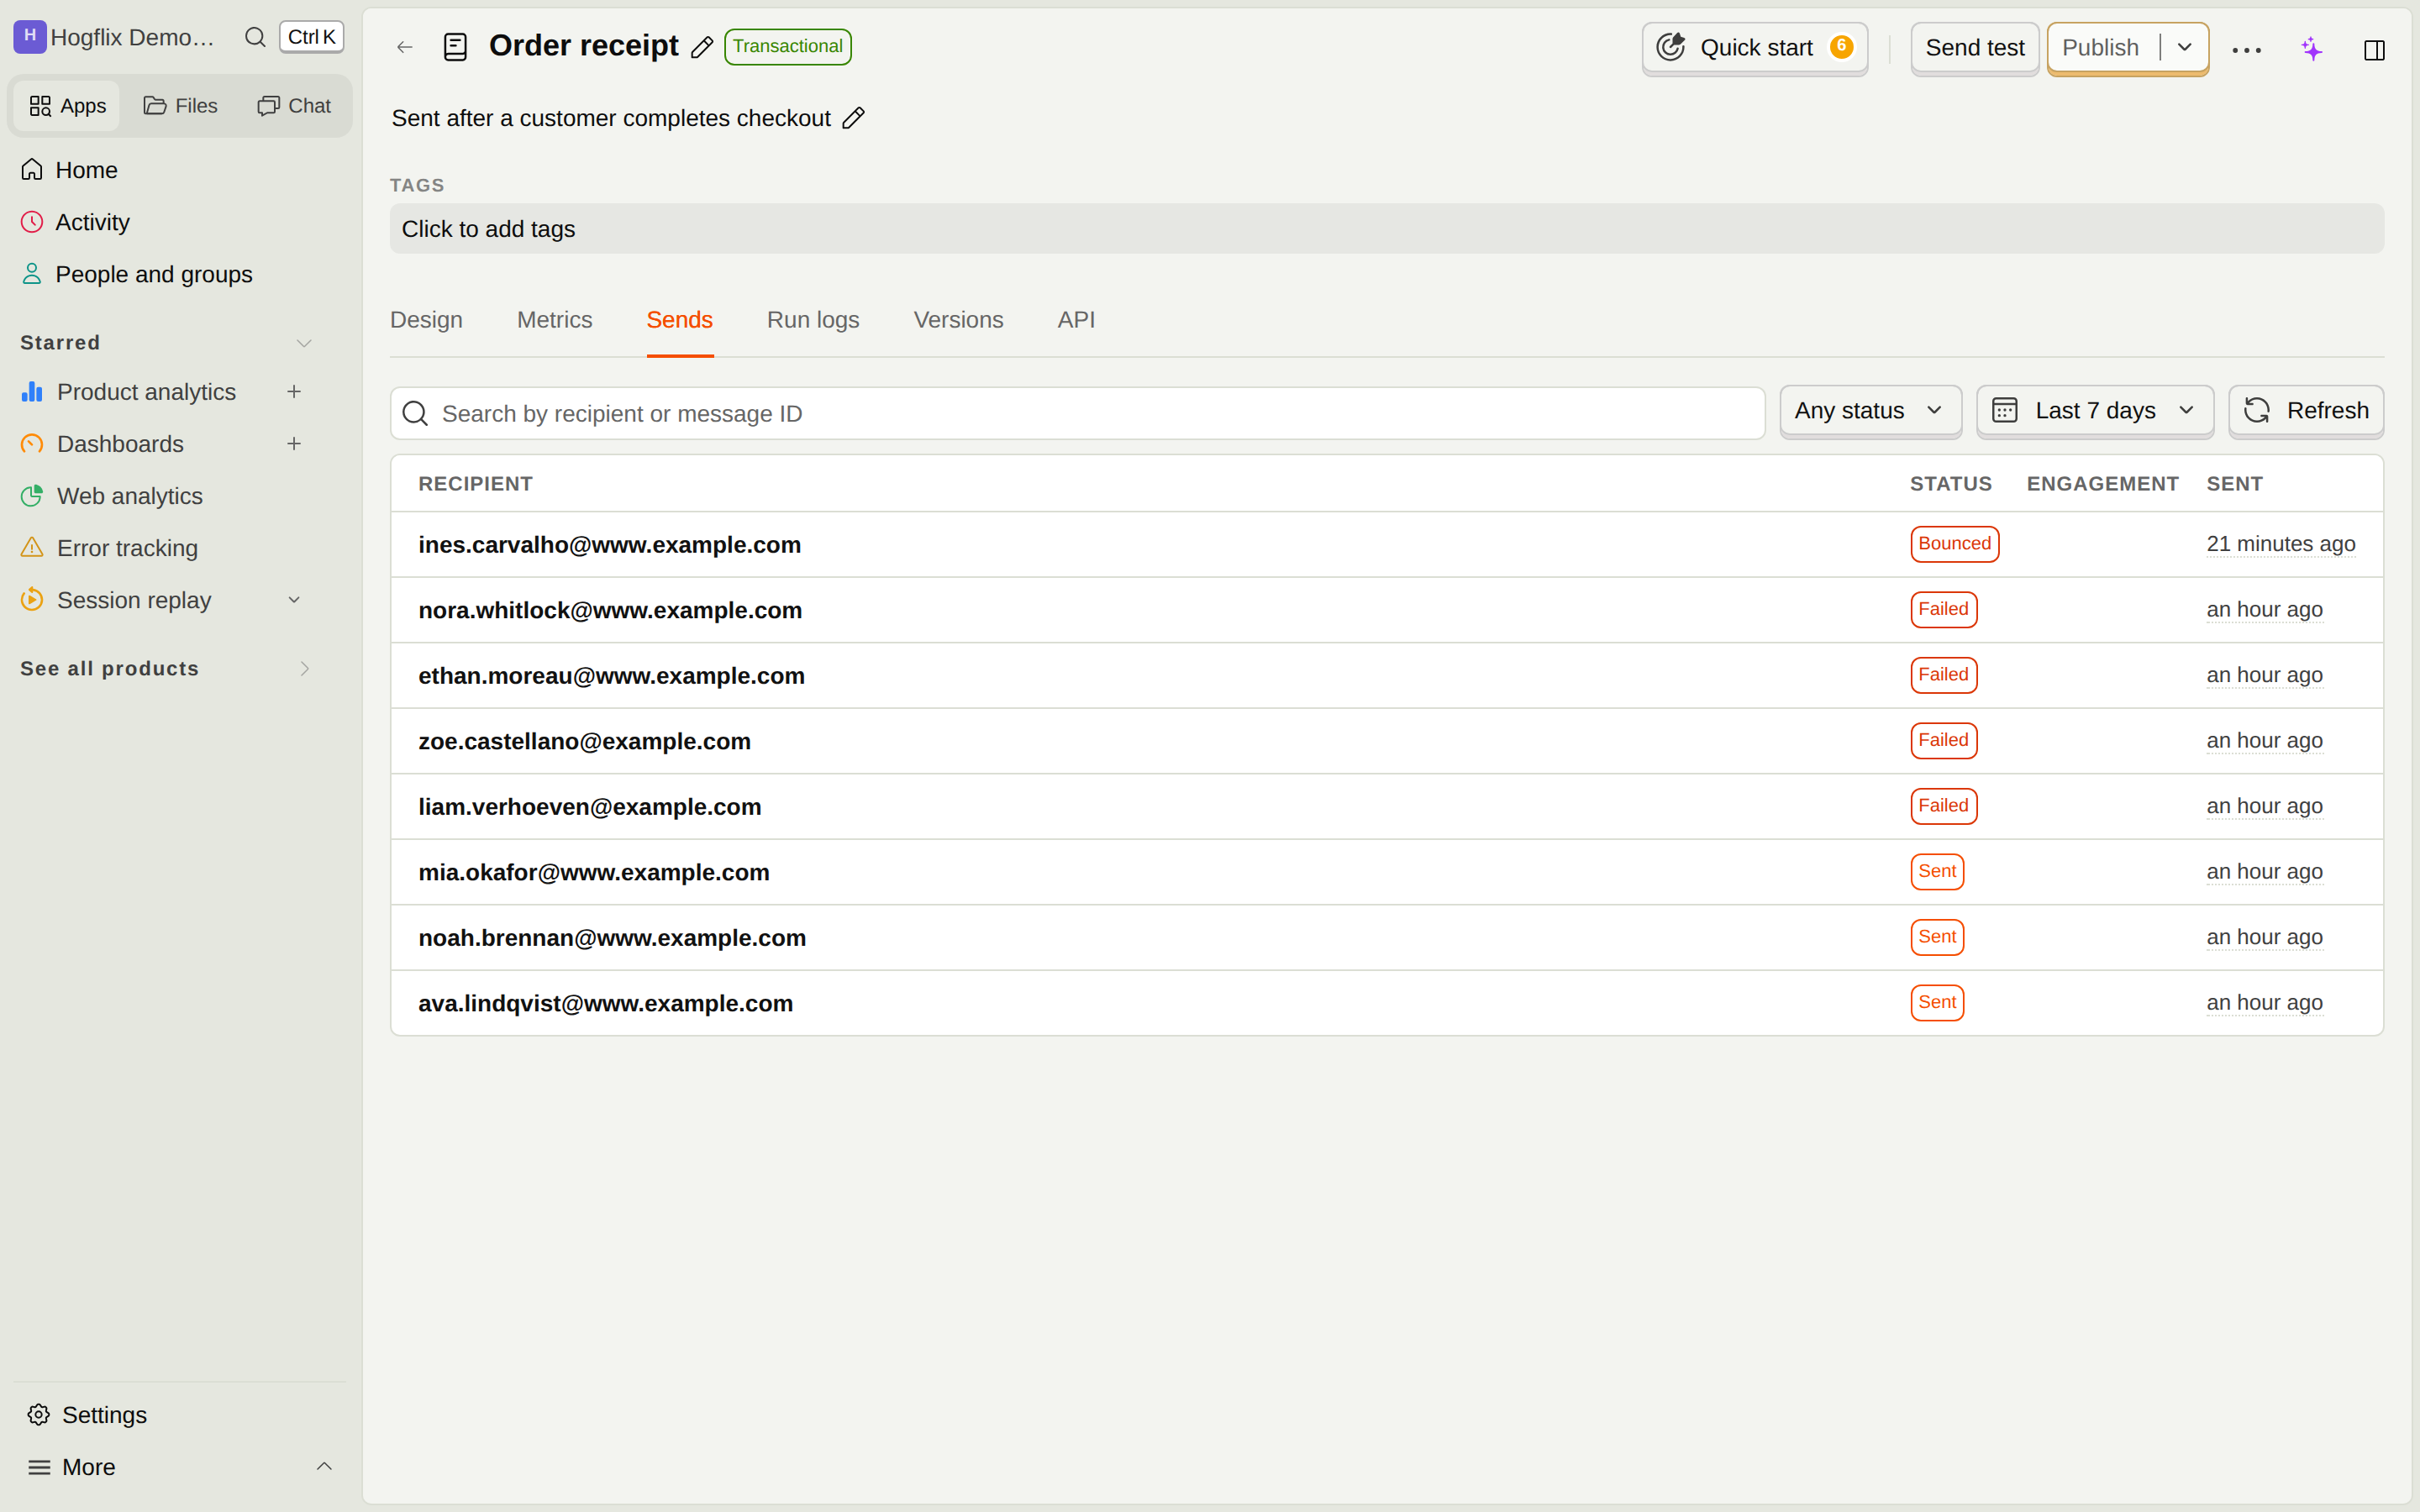 H Hogflix Demo… Ctrl K
Apps Files Chat
Home
Activity
People and groups
Starred
Product analytics
Dashboards
Web analytics
Error tracking
Session replay
See all products
Settings
More
Order receipt Transactional
Quick start 6 Send test Publish
Sent after a customer completes checkout
TAGS
Click to add tags
Design Metrics Sends Run logs Versions API
Search by recipient or message ID Any status Last 7 days Refresh
RECIPIENT STATUS ENGAGEMENT SENT
ines.carvalho@www.example.com Bounced 21 minutes ago
nora.whitlock@www.example.com Failed an hour ago
ethan.moreau@www.example.com Failed an hour ago
zoe.castellano@example.com Failed an hour ago
liam.verhoeven@example.com Failed an hour ago
mia.okafor@www.example.com Sent an hour ago
noah.brennan@www.example.com Sent an hour ago
ava.lindqvist@www.example.com Sent an hour ago